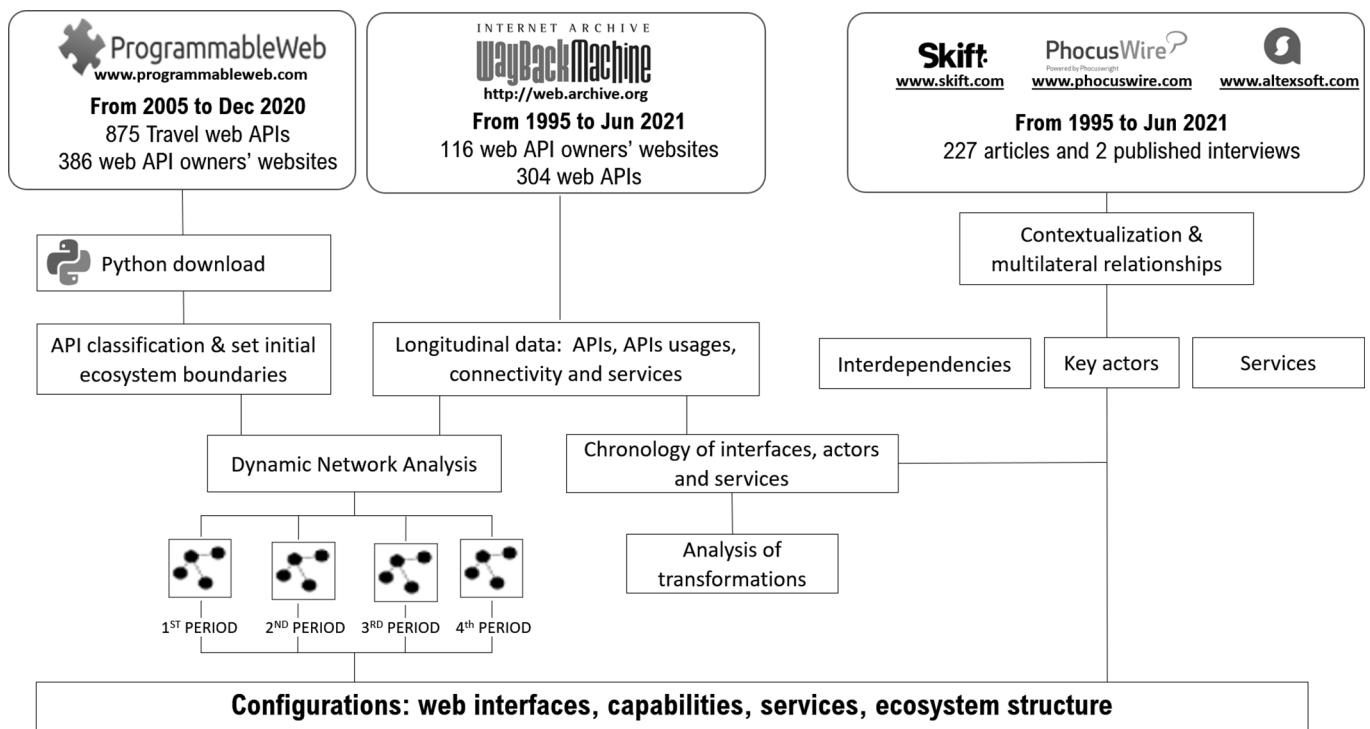 ProgrammableWeb
www.programmableweb.com
From 2005 to Dec 2020
875 Travel web APIs
386 web API owners’ websites
INTERNET ARCHIVE
WayBackMachine
http://web.archive.org
From 1995 to Jun 2021
116 web API owners’ websites
304 web APIs
Skift.
www.skift.com
PhocusWire
Powered by Phocuswright
www.phocuswire.com
www.altexsoft.com
From 1995 to Jun 2021
227 articles and 2 published interviews
Python download
Contextualization &
multilateral relationships
API classification & set initial
ecosystem boundaries
Longitudinal data: APIs, APIs usages,
connectivity and services
Interdependencies
Key actors
Services
Dynamic Network Analysis
Chronology of interfaces, actors
and services
Analysis of
transformations
1ST PERIOD
2ND PERIOD
3RD PERIOD
4th PERIOD
Configurations: web interfaces, capabilities, services, ecosystem structure